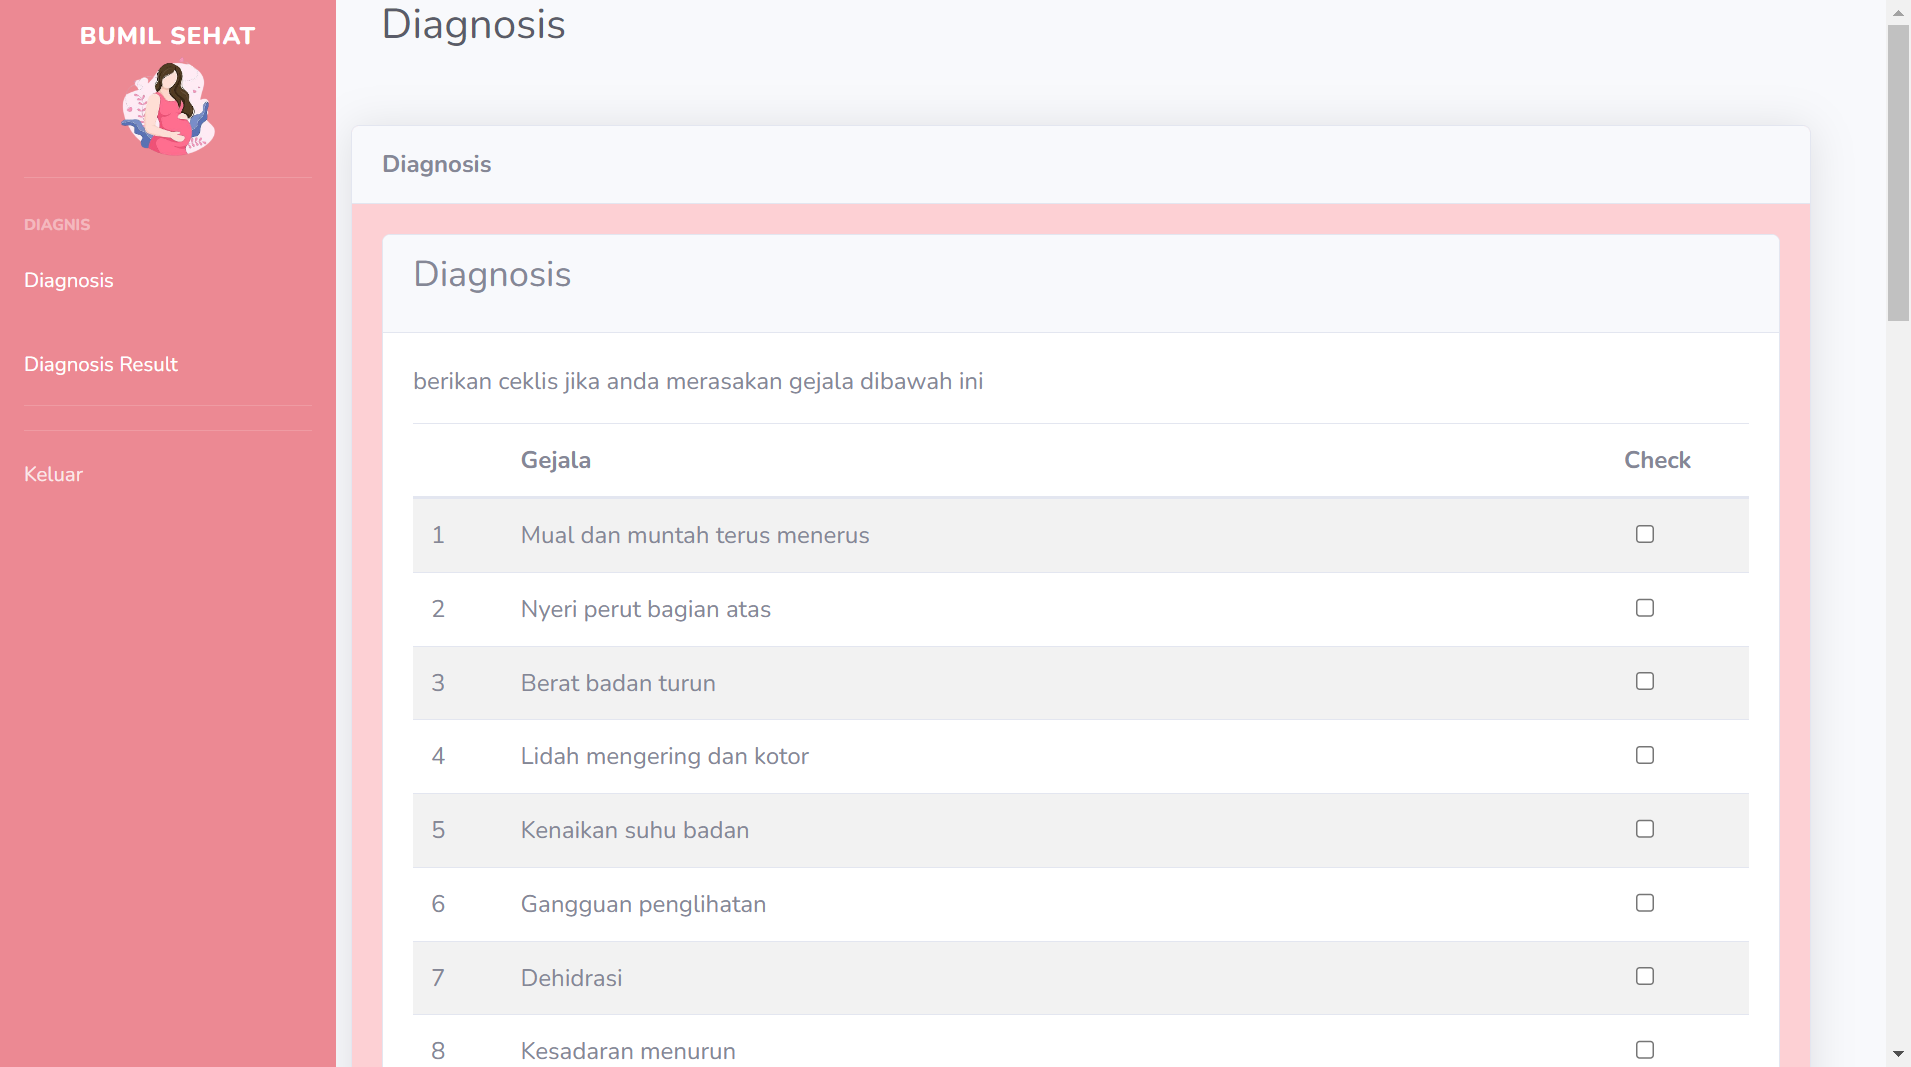 BUMIL SEHAT
DIAGNIS
Diagnosis
Diagnosis Result
Keluar
Diagnosis
Diagnosis
Diagnosis
berikan ceklis jika anda merasakan gejala dibawah ini
Gejala Check
1 Mual dan muntah terus menerus
2 Nyeri perut bagian atas
3 Berat badan turun
4 Lidah mengering dan kotor
5 Kenaikan suhu badan
6 Gangguan penglihatan
7 Dehidrasi
8 Kesadaran menurun